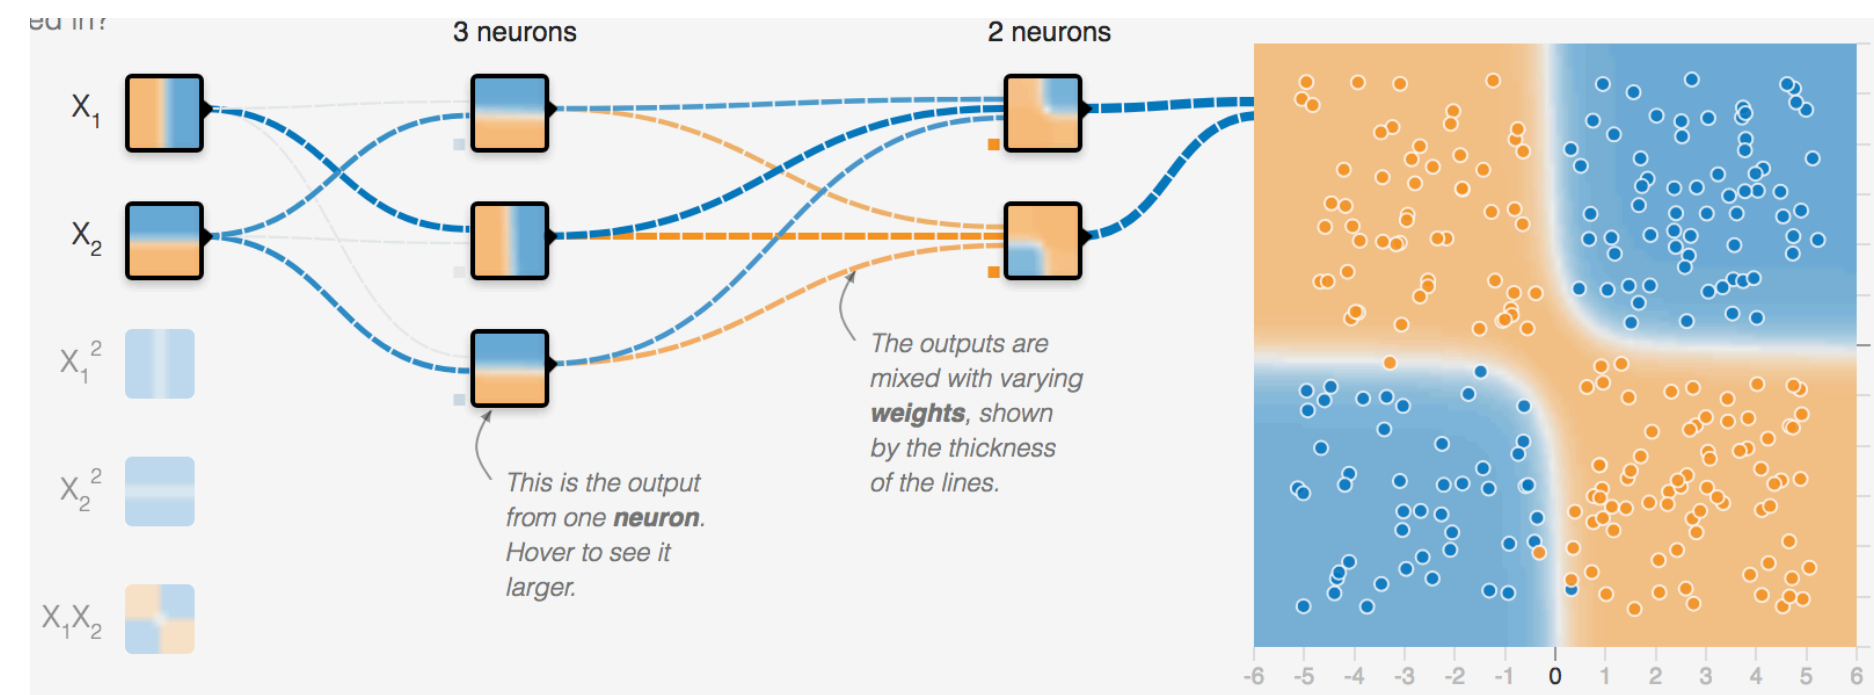 ed in?
3 neurons
2 neurons
X1
X2
X1²
X2²
X1X2
This is the output
from one neuron.
Hover to see it
larger.
The outputs are
mixed with varying
weights, shown
by the thickness
of the lines.
-6 -5 -4 -3 -2 -1 0 1 2 3 4 5 6